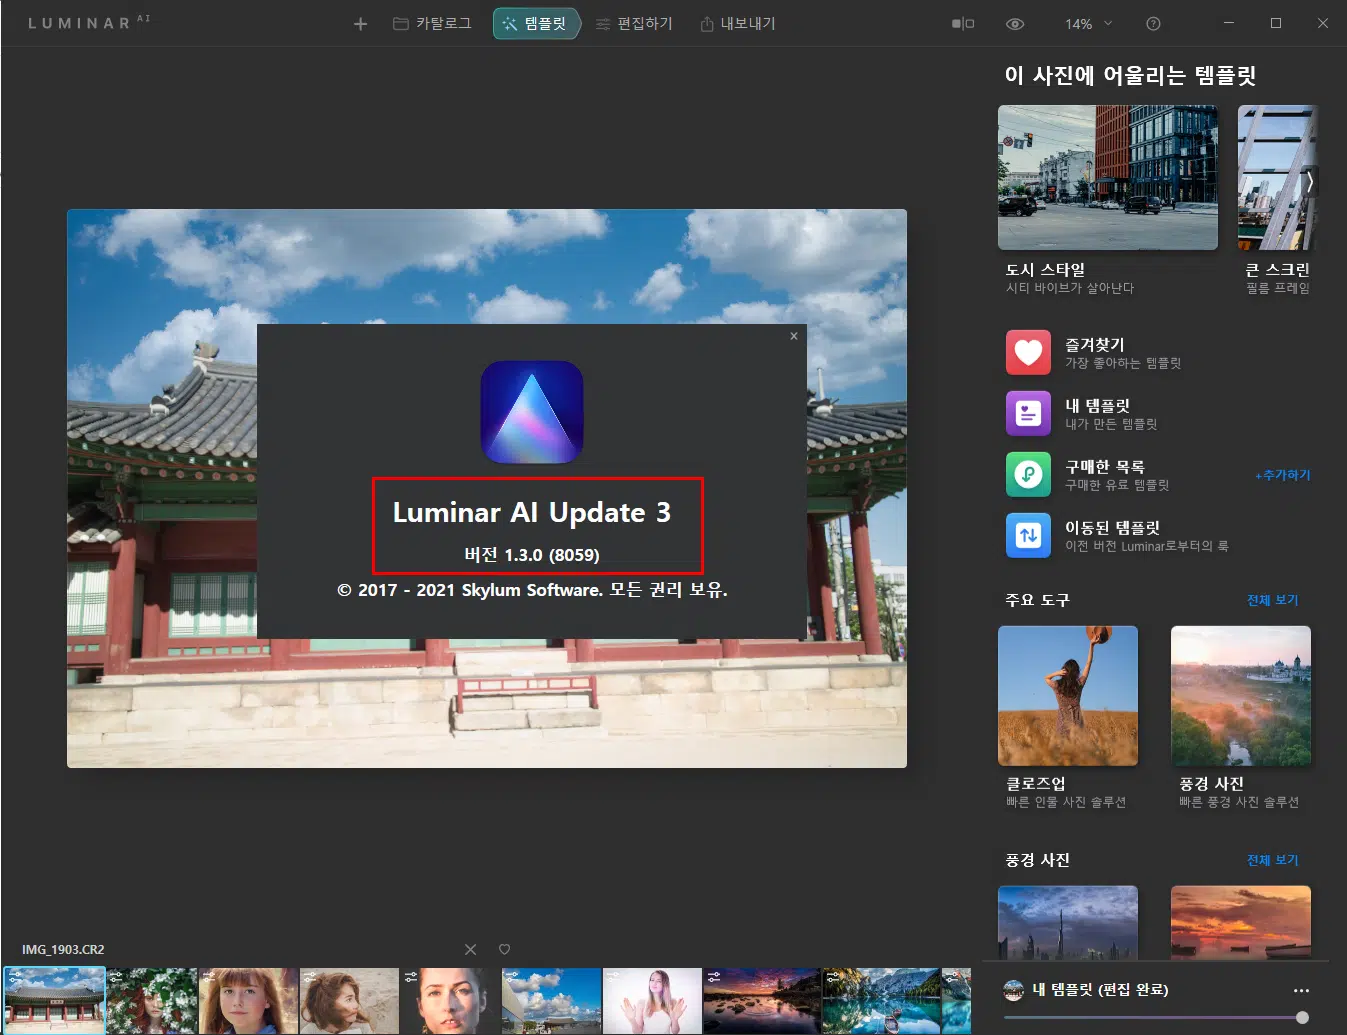 LUMINAR AI
카탈로그
템플릿
편집하기
내보내기
14%
이 사진에 어울리는 템플릿
도시 스타일
시티 바이브가 살아난다
큰 스크린
필름 프레임
즐겨찾기
가장 좋아하는 템플릿
내 템플릿
내가 만든 템플릿
구매한 목록
구매한 유료 템플릿
+추가하기
이동된 템플릿
이전 버전 Luminar로부터의 룩
주요 도구
전체 보기
클로즈업
빠른 인물 사진 솔루션
풍경 사진
빠른 풍경 사진 솔루션
풍경 사진
전체 보기
내 템플릿 (편집 완료)
Luminar AI Update 3
버전 1.3.0 (8059)
© 2017 - 2021 Skylum Software. 모든 권리 보유.
IMG_1903.CR2